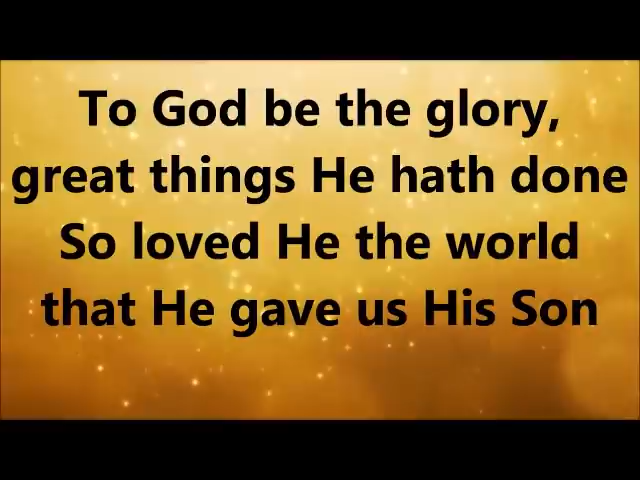 To God be the glory,
great things He hath done
So loved He the world
that He gave us His Son